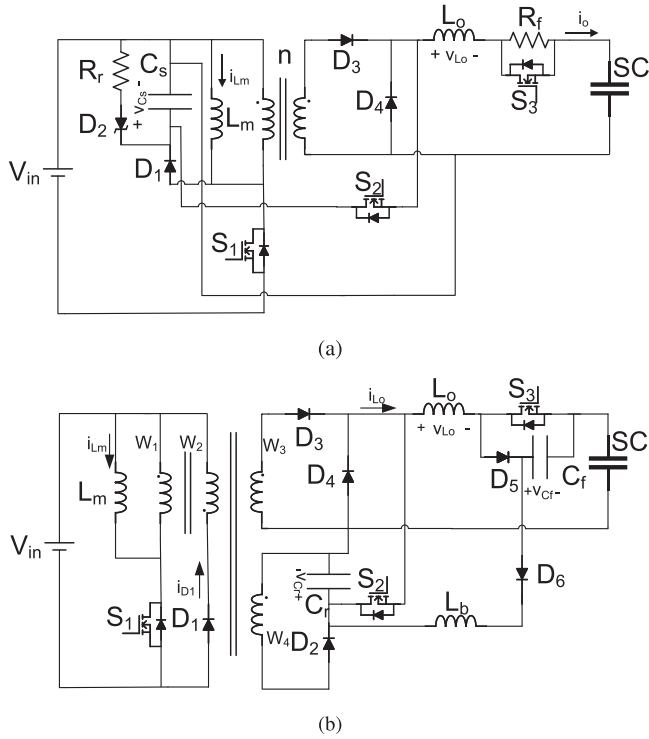 R_r
C_s
i_Lm
n
D_3
L_o
R_f
i_o
+ v_Lo -
S_3
SC
D_4
+ v_Cs -
L_m
D_2
V_in
D_1
S_2
S_1
(a)
i_Lo
L_o
S_3
+ v_Lo -
D_3
SC
i_Lm
W_1
W_2
W_3
D_4
D_5
C_f
+v_Cf-
L_m
V_in
-v_Cr+
S_2
D_6
i_D1
C_r
L_b
S_1
D_1
W_4
D_2
(b)